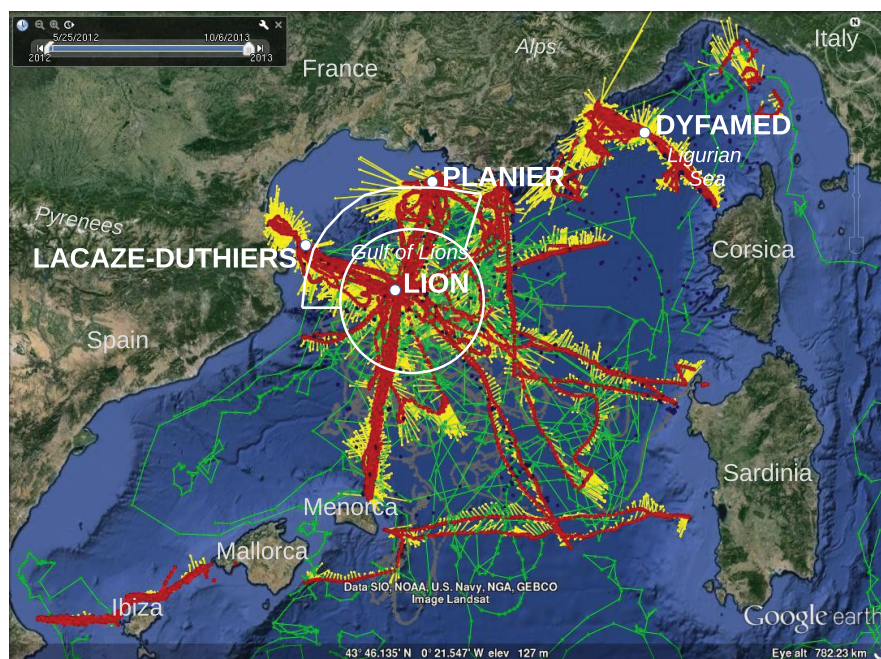 5/25/2012 10/6/2013
2012 2013
France
Alps
N
Italy
DYFAMED
Ligurian
Sea
PLANIER
Pyrenees
LACAZE-DUTHIERS
Gulf of Lions
LION
Corsica
Spain
Sardinia
Menorca
Mallorca
Ibiza
Data SIO, NOAA, U.S. Navy, NGA, GEBCO
Image Landsat
Google earth
43° 46.135' N 0° 21.547' W elev 127 m
Eye alt 782.23 km